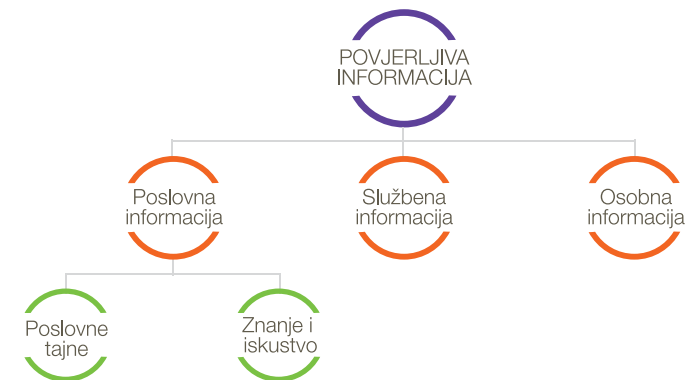 POVJERLJIVA
INFORMACIJA
Poslovna
informacija
Službena
informacija
Osobna
informacija
Poslovne
tajne
Znanje i
iskustvo